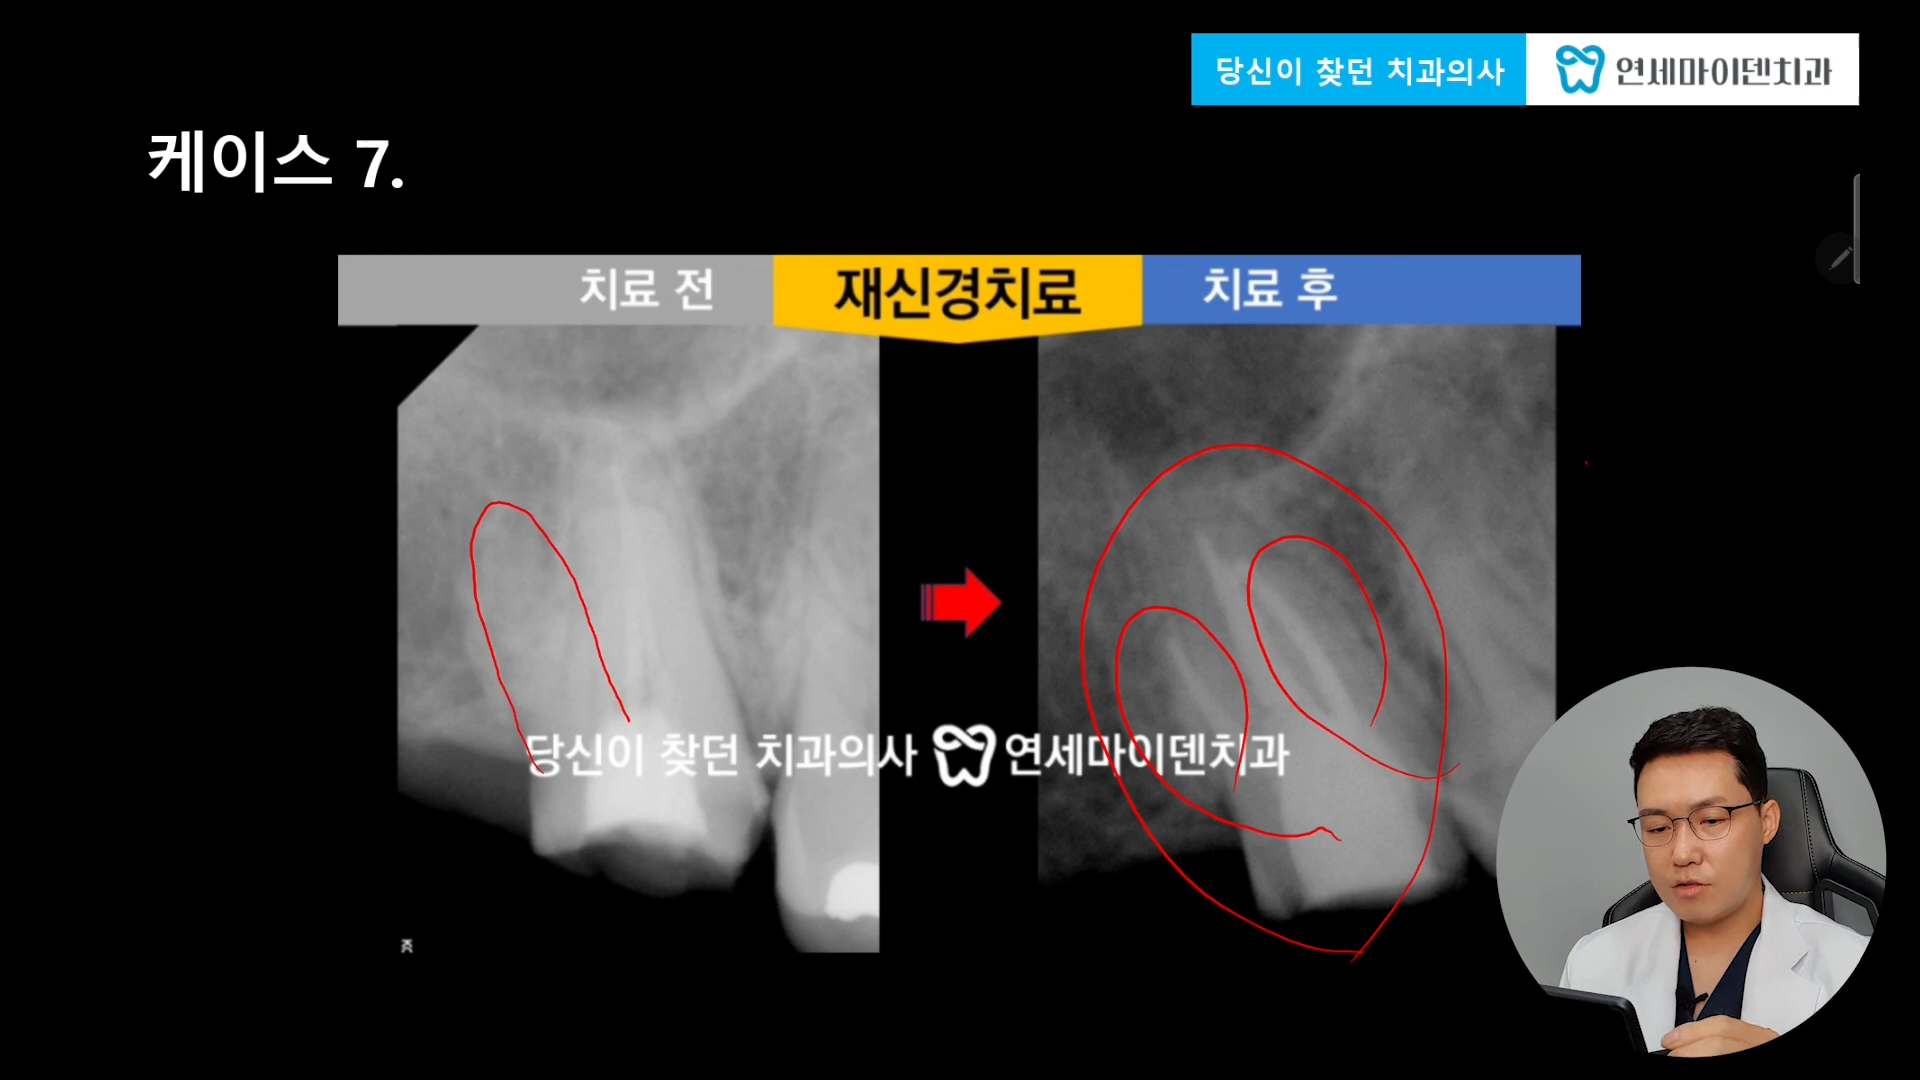 당신이 찾던 치과의사 연세마이덴치과
케이스 7.
치료 전 재신경치료 치료 후
당신이 찾던 치과의사 연세마이덴치과